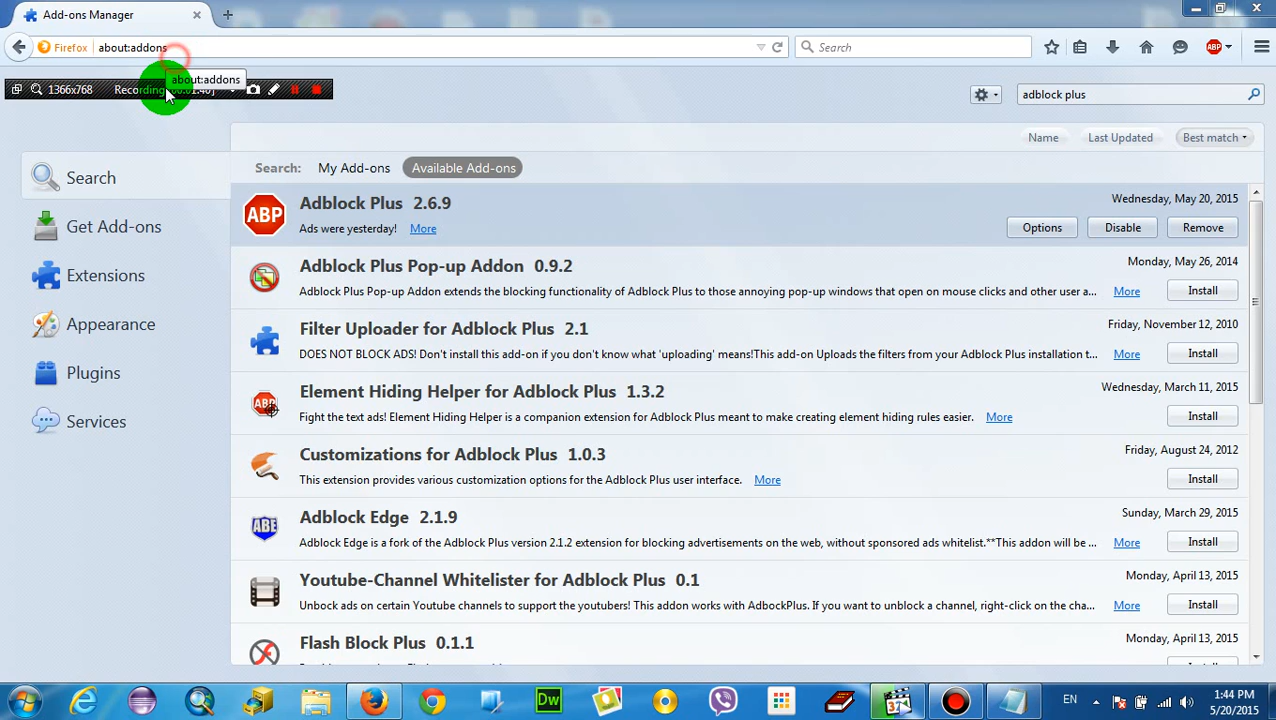 Add-ons Manager
Firefox about:addons
Search
ABP
about:addons
1366x768 Recording
adblock plus
Name Last Updated Best match
Search: My Add-ons Available Add-ons
Search
Get Add-ons
Extensions
Appearance
Plugins
Services
ABP
Adblock Plus 2.6.9
Wednesday, May 20, 2015
Ads were yesterday! More
Options Disable Remove
Adblock Plus Pop-up Addon 0.9.2
Monday, May 26, 2014
Adblock Plus Pop-up Addon extends the blocking functionality of Adblock Plus to those annoying pop-up windows that open on mouse clicks and other user a... More
Install
Filter Uploader for Adblock Plus 2.1
Friday, November 12, 2010
DOES NOT BLOCK ADS! Don't install this add-on if you don't know what 'uploading' means!This add-on Uploads the filters from your Adblock Plus installation t... More
Install
ABP
Element Hiding Helper for Adblock Plus 1.3.2
Wednesday, March 11, 2015
Fight the text ads! Element Hiding Helper is a companion extension for Adblock Plus meant to make creating element hiding rules easier. More
Install
Customizations for Adblock Plus 1.0.3
Friday, August 24, 2012
This extension provides various customization options for the Adblock Plus user interface. More
Install
ABE
Adblock Edge 2.1.9
Sunday, March 29, 2015
Adblock Edge is a fork of the Adblock Plus version 2.1.2 extension for blocking advertisements on the web, without sponsored ads whitelist.**This addon will be ... More
Install
Youtube-Channel Whitelister for Adblock Plus 0.1
Monday, April 13, 2015
Unbock ads on certain Youtube channels to support the youtubers! This addon works with AdbockPlus. If you want to unblock a channel, right-click on the cha... More
Install
Flash Block Plus 0.1.1
Monday, April 13, 2015
Dw
EN
1:44 PM
5/20/2015